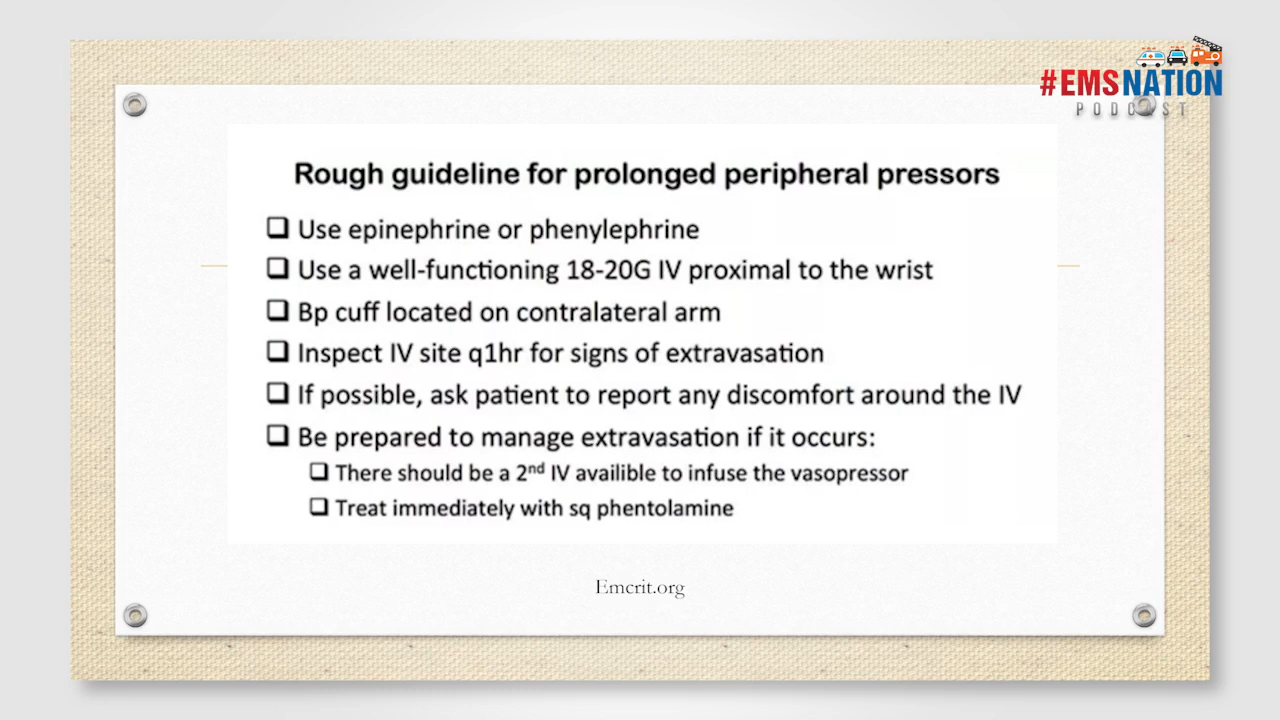 #EMSNATION
PODCAST
Rough guideline for prolonged peripheral pressors
❑ Use epinephrine or phenylephrine
❑ Use a well-functioning 18-20G IV proximal to the wrist
❑ Bp cuff located on contralateral arm
❑ Inspect IV site q1hr for signs of extravasation
❑ If possible, ask patient to report any discomfort around the IV
❑ Be prepared to manage extravasation if it occurs:
❑ There should be a 2nd IV availible to infuse the vasopressor
❑ Treat immediately with sq phentolamine
Emcrit.org